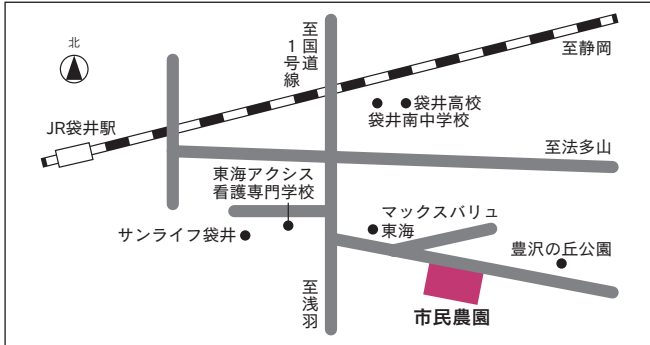 北
至国道1号線
至静岡
袋井高校
袋井南中学校
JR袋井駅
至法多山
東海アクシス
看護専門学校
マックスバリュ
東海
サンライフ袋井
豊沢の丘公園
至浅羽
市民農園